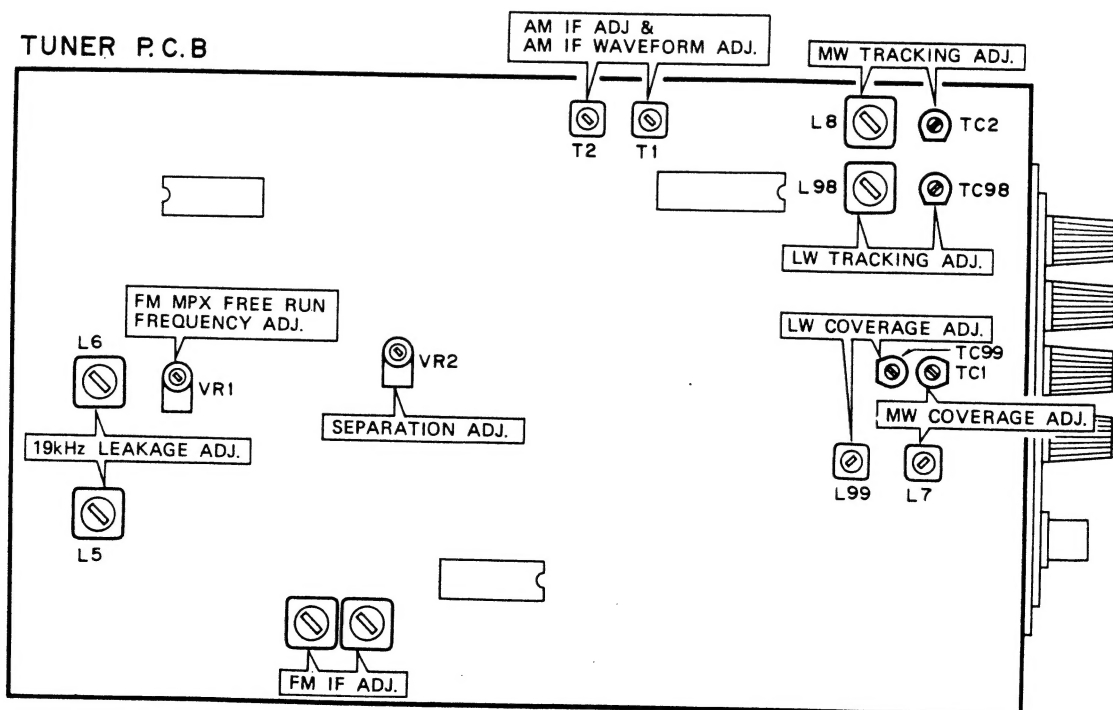 TUNER P.C.B
AM IF ADJ &
AM IF WAVEFORM ADJ.
MW TRACKING ADJ.
T2
T1
L8
TC2
L98
TC98
LW TRACKING ADJ.
FM MPX FREE RUN
FREQUENCY ADJ.
LW COVERAGE ADJ.
L6
VR1
VR2
TC99
TC1
SEPARATION ADJ.
MW COVERAGE ADJ.
19kHz LEAKAGE ADJ.
L99
L7
L5
FM IF ADJ.